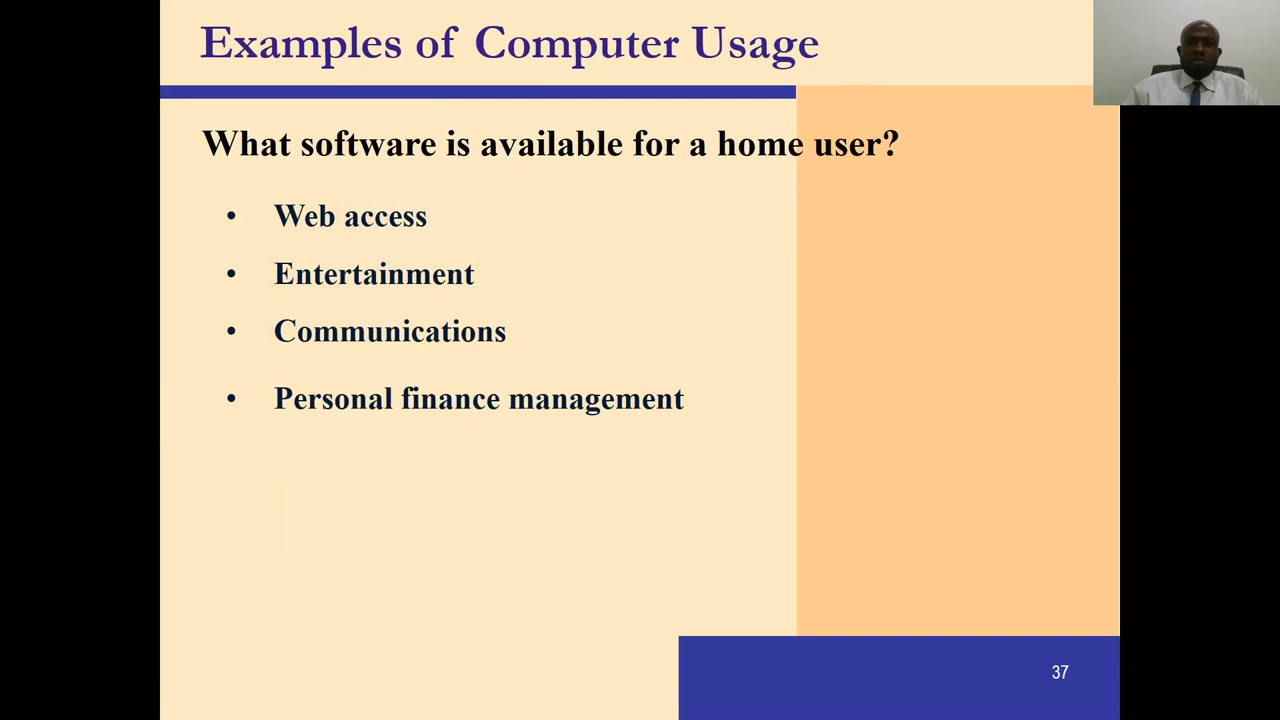 Examples of Computer Usage
What software is available for a home user?
• Web access
• Entertainment
• Communications
• Personal finance management
37